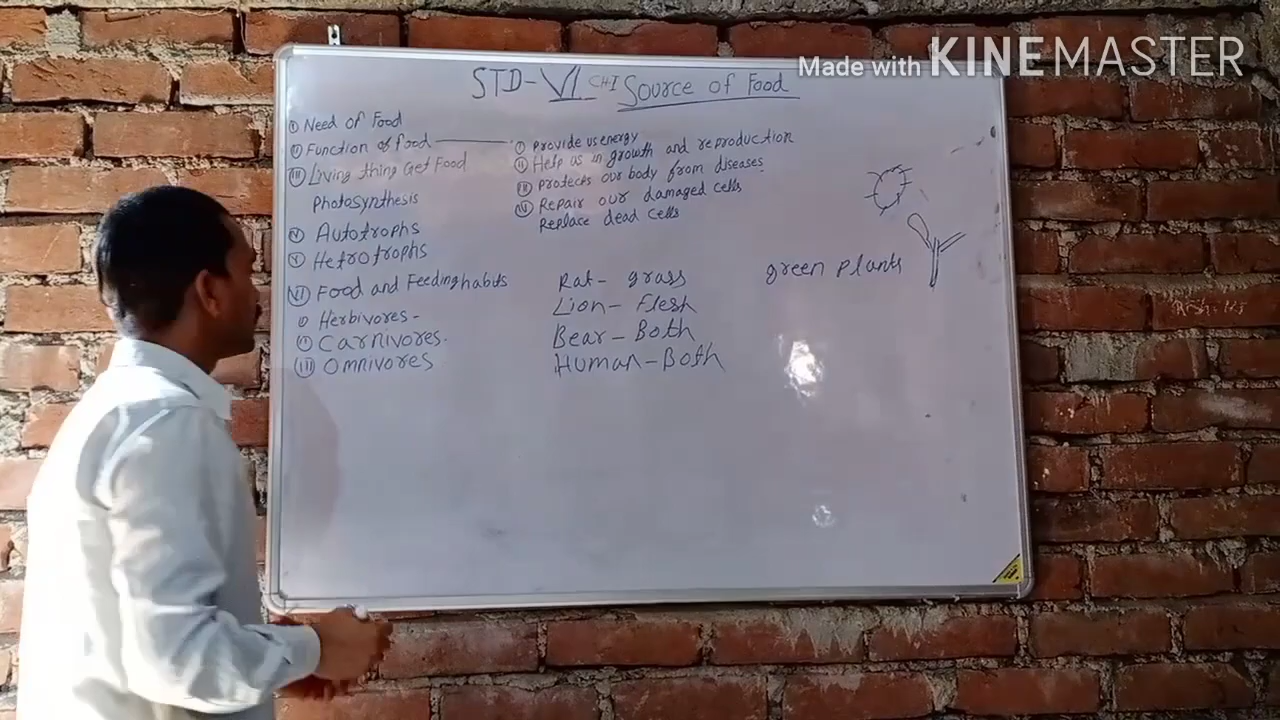 Made with KINEMASTER
STD-VI CH-I Source of Food
(i) Need of Food
(ii) Function of food
(i) Provide us energy
(ii) Help us in growth and reproduction
(iii) protects our body from diseases
(iv) Repair our damaged cells
Replace dead cells
(iii) Living thing Get Food
Photosynthesis
(iv) Autotrophs
(v) Hetrotrophs
(vi) Food and Feeding habits
(i) Herbivores -
(ii) Carnivores.
(iii) Omnivores
Rat - grass
Lion - Flesh
Bear - Both
Human - Both
green plants